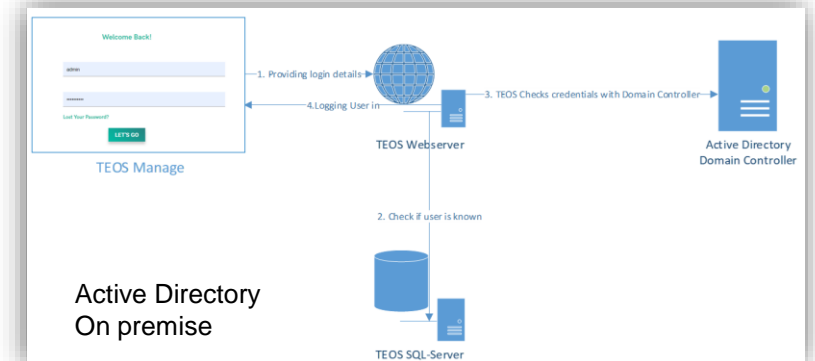 Welcome Back!
admin
********
Lost Your Password?
LET'S GO
TEOS Manage
1. Providing login details
4.Logging User in
TEOS Webserver
3. TEOS Checks credentials with Domain Controller
Active Directory
Domain Controller
2. Check if user is known
TEOS SQL-Server
Active Directory
On premise